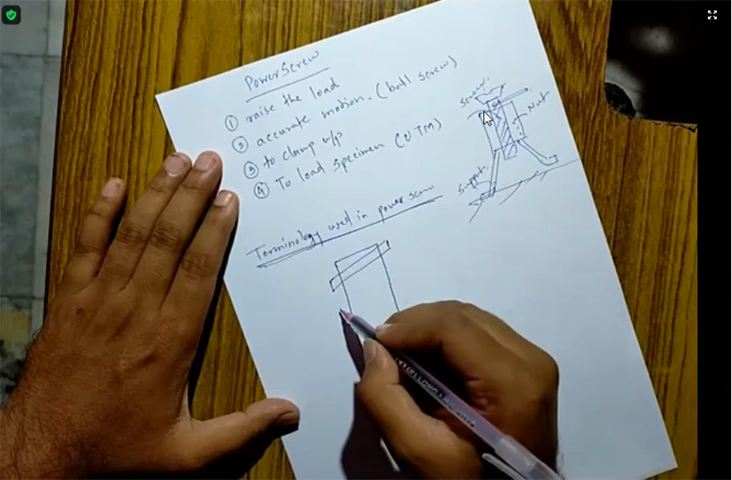 Power Screw
① raise the load
② accurate motion. (ball screw)
③ to clamp w/p
④ To load specimen (UTM)
Screw.
Nut
Support.
Terminology used in power screw